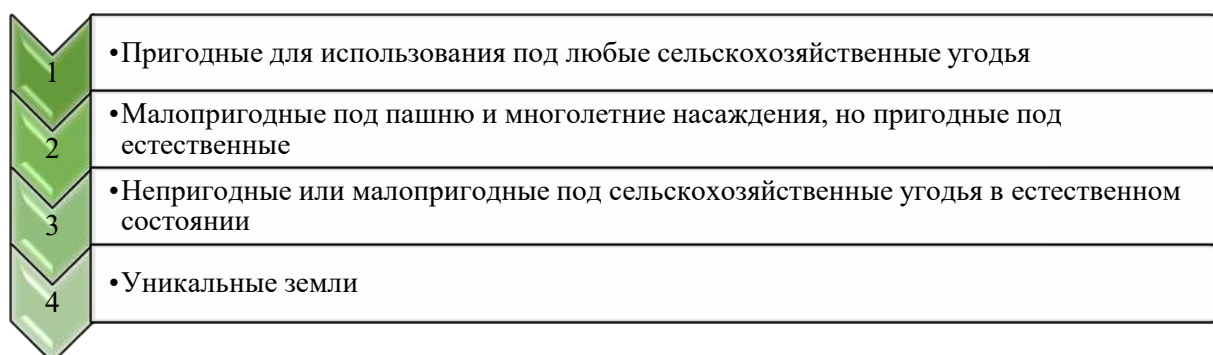 1
•Пригодные для использования под любые сельскохозяйственные угодья
2
•Малопригодные под пашню и многолетние насаждения, но пригодные под
естественные
3
•Непригодные или малопригодные под сельскохозяйственные угодья в естественном
состоянии
4
•Уникальные земли